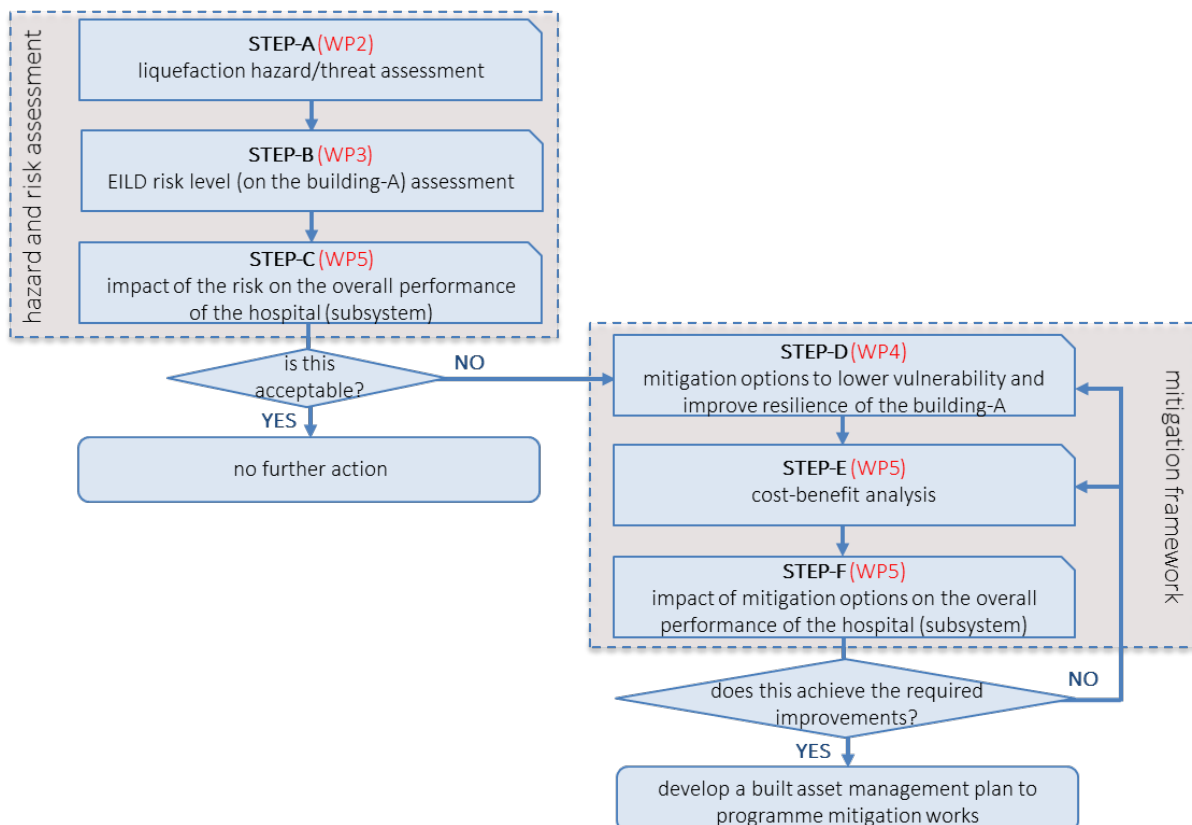 hazard and risk assessment
STEP-A (WP2)
liquefaction hazard/threat assessment
STEP-B (WP3)
EILD risk level (on the building-A) assessment
STEP-C (WP5)
impact of the risk on the overall performance
of the hospital (subsystem)
is this
acceptable?
NO
YES
no further action
mitigation framework
STEP-D (WP4)
mitigation options to lower vulnerability and
improve resilience of the building-A
STEP-E (WP5)
cost-benefit analysis
STEP-F (WP5)
impact of mitigation options on the overall
performance of the hospital (subsystem)
does this achieve the required
improvements?
NO
YES
develop a built asset management plan to
programme mitigation works